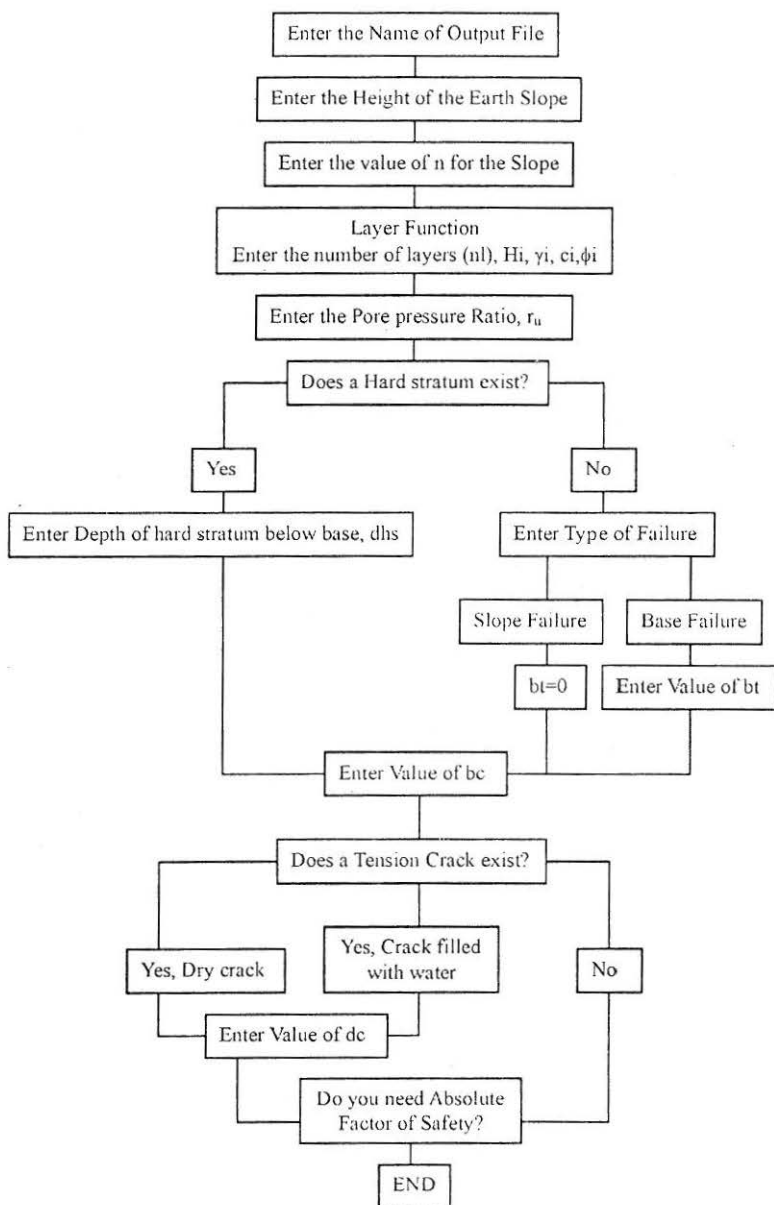 Enter the Name of Output File
Enter the Height of the Earth Slope
Enter the value of n for the Slope
Layer Function
Enter the number of layers (nl), Hi, γi, ci,ϕi
Enter the Pore pressure Ratio, rᵤ
Does a Hard stratum exist?
Yes
No
Enter Depth of hard stratum below base, dhs
Enter Type of Failure
Slope Failure
Base Failure
bt=0
Enter Value of bt
Enter Value of bc
Does a Tension Crack exist?
Yes, Dry crack
Yes, Crack filled
with water
No
Enter Value of dc
Do you need Absolute
Factor of Safety?
END